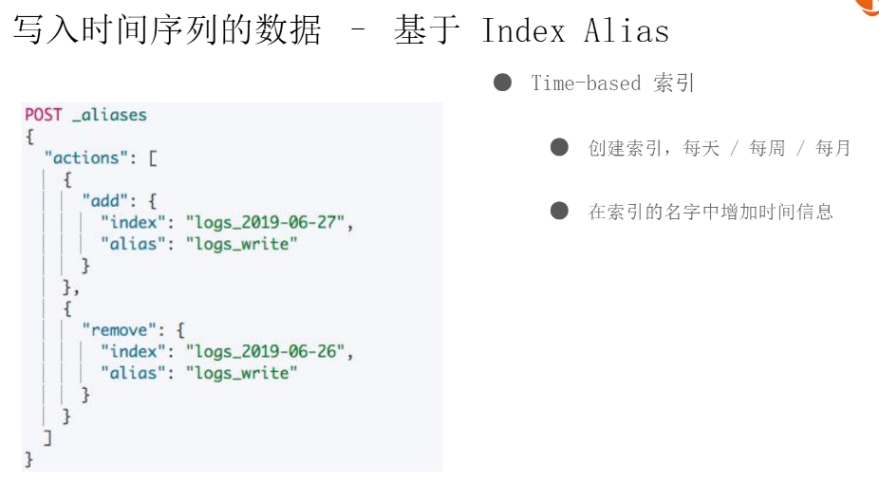 写入时间序列的数据 - 基于 Index Alias
POST _aliases
{
  "actions": [
    {
      "add": {
        "index": "logs_2019-06-27",
        "alias": "logs_write"
      }
    },
    {
      "remove": {
        "index": "logs_2019-06-26",
        "alias": "logs_write"
      }
    }
  ]
}
● Time-based 索引
● 创建索引，每天 / 每周 / 每月
● 在索引的名字中增加时间信息